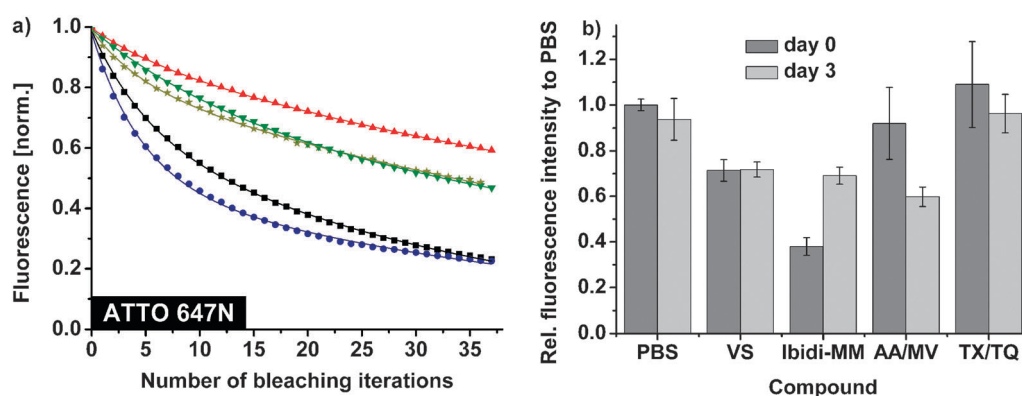 a)
Fluorescence [norm.]
1.0
0.8
0.6
0.4
0.2
0.0
ATTO 647N
0 5 10 15 20 25 30 35
Number of bleaching iterations
b)
Rel. fluorescence intensity to PBS
1.2
1.0
0.8
0.6
0.4
0.2
0.0
day 0
day 3
PBS VS Ibidi-MM AA/MV TX/TQ
Compound